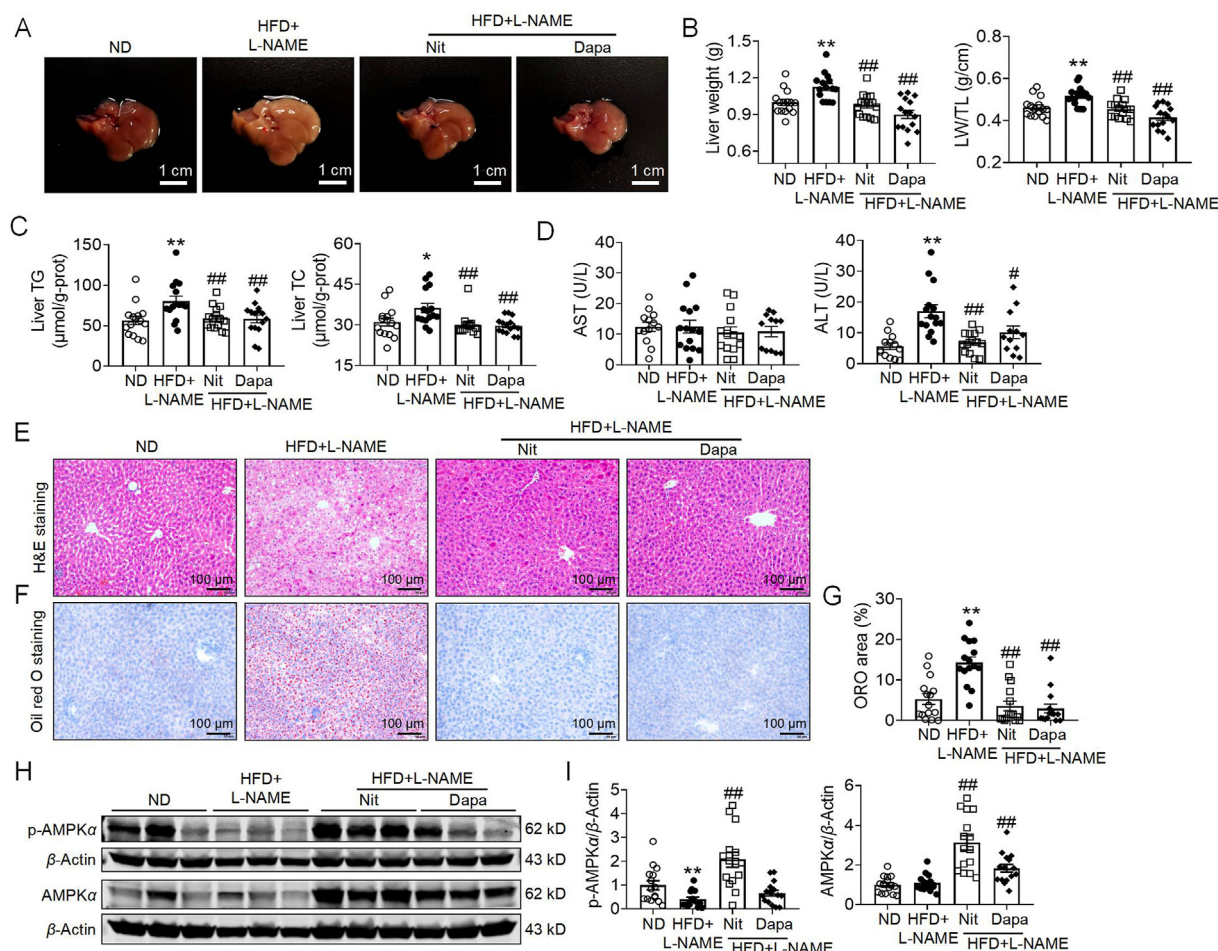 A
ND
HFD+
L-NAME
HFD+L-NAME
Nit
Dapa
1 cm
1 cm
1 cm
1 cm
B
Liver weight (g)
1.5
1.2
0.9
0.6
**
##
##
ND
HFD+
L-NAME
Nit
Dapa
HFD+L-NAME
LW/TL (g/cm)
0.8
0.6
0.4
0.2
**
##
##
ND
HFD+
L-NAME
Nit
Dapa
HFD+L-NAME
C
Liver TG
(µmol/g-prot)
150
100
50
0
**
##
##
ND
HFD+
L-NAME
Nit
Dapa
HFD+L-NAME
Liver TC
(µmol/g-prot)
60
45
30
15
*
##
##
ND
HFD+
L-NAME
Nit
Dapa
HFD+L-NAME
D
AST (U/L)
40
30
20
10
0
ND
HFD+
L-NAME
Nit
Dapa
HFD+L-NAME
ALT (U/L)
40
30
20
10
0
**
##
#
ND
HFD+
L-NAME
Nit
Dapa
HFD+L-NAME
E
ND
HFD+L-NAME
HFD+L-NAME
Nit
Dapa
H&E staining
100 µm
100 µm
100 µm
100 µm
F
Oil red O staining
100 µm
100 µm
100 µm
100 µm
G
ORO area (%)
30
20
10
0
**
##
##
ND
HFD+
L-NAME
Nit
Dapa
HFD+L-NAME
H
ND
HFD+
L-NAME
HFD+L-NAME
Nit
Dapa
p-AMPKα
62 kD
β-Actin
43 kD
AMPKα
62 kD
β-Actin
43 kD
I
p-AMPKα/β-Actin
5
4
3
2
1
0
**
##
ND
HFD+
L-NAME
Nit
Dapa
HFD+L-NAME
AMPKα/β-Actin
6
4
2
0
##
##
ND
HFD+
L-NAME
Nit
Dapa
HFD+L-NAME